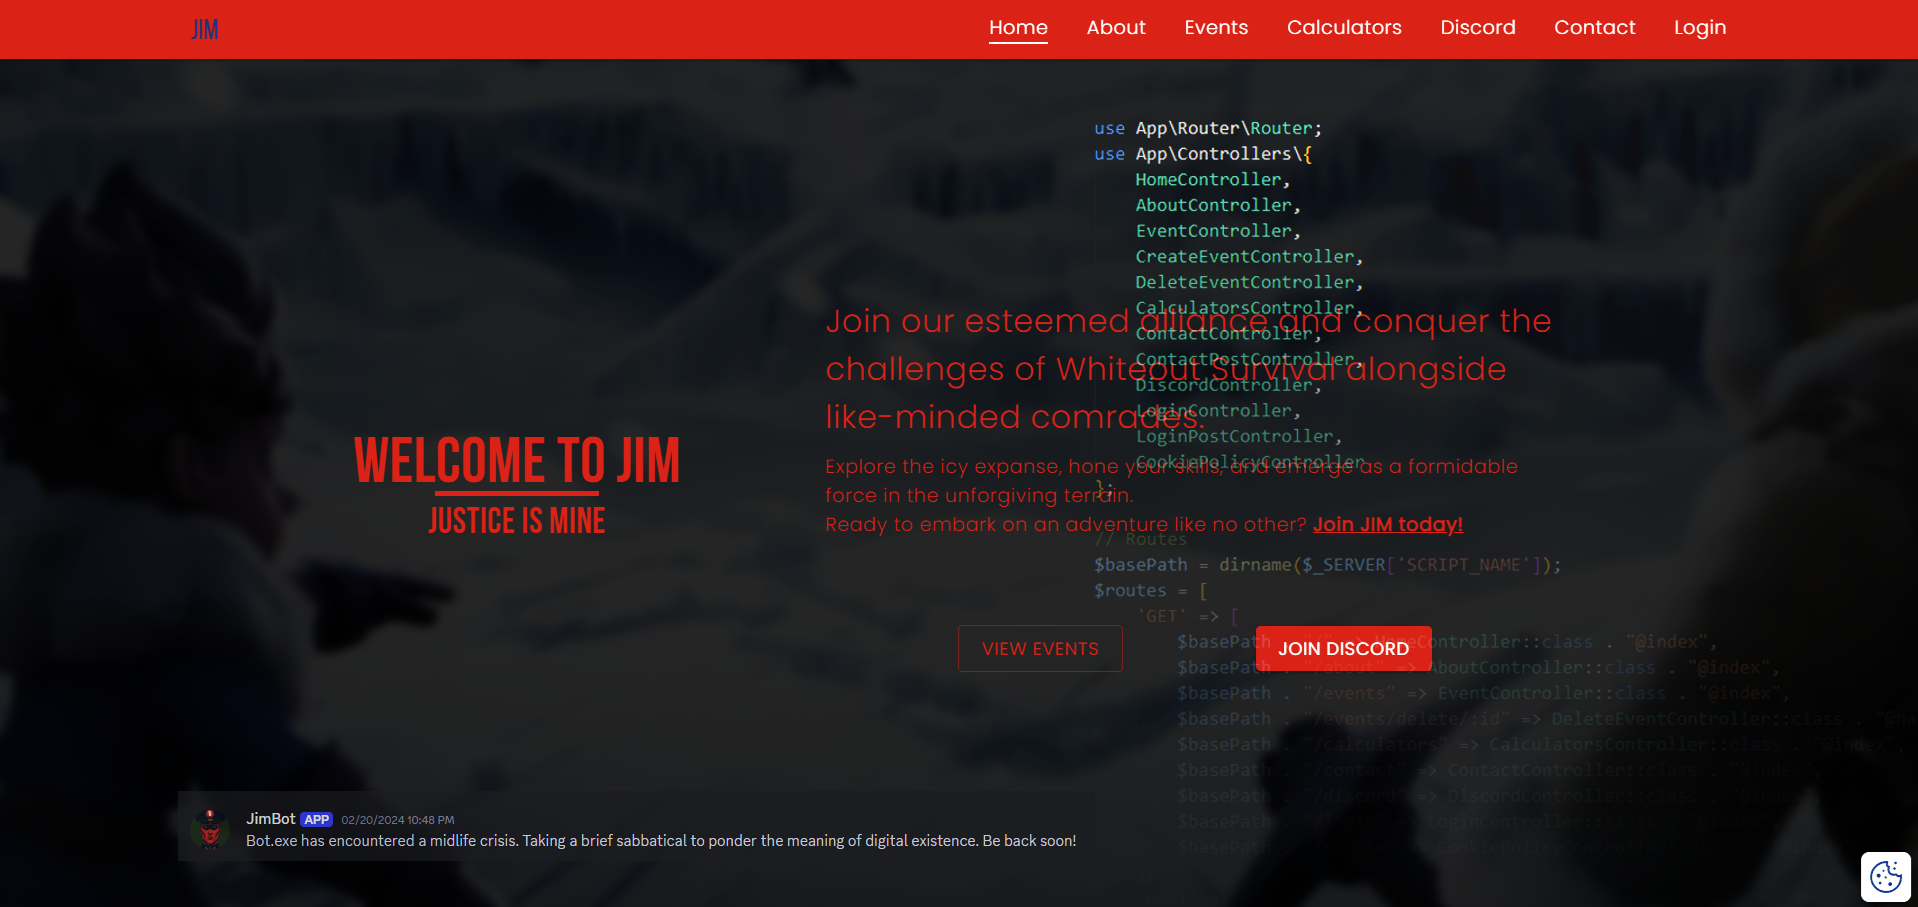 JIM
Home About Events Calculators Discord Contact Login
WELCOME TO JIM
JUSTICE IS MINE
Join our esteemed alliance and conquer the
challenges of Whiteout Survival alongside
like-minded comrades.
Explore the icy expanse, hone your skills, and emerge as a formidable
force in the unforgiving terrain.
Ready to embark on an adventure like no other? Join JIM today!
VIEW EVENTS
JOIN DISCORD
use App\Router\Router;
use App\Controllers\{
HomeController,
AboutController,
EventController,
CreateEventController,
DeleteEventController,
CalculatorsController,
ContactController,
ContactPostController,
DiscordController,
LoginController,
LoginPostController,
CookiePolicyController
};
// Routes
$basePath = dirname($_SERVER['SCRIPT_NAME']);
$routes = [
'GET' => [
$basePath . "/" => HomeController::class . "@index",
$basePath . "/about" => AboutController::class . "@index",
$basePath . "/events" => EventController::class . "@index",
$basePath . "/events/delete/:id" => DeleteEventController::class .
$basePath . "/calculators" => CalculatorsController::class . "@index",
$basePath . "/contact" => ContactController::class . "@index",
$basePath . "/discord" => DiscordController::class . "@index",
$basePath . LoginController::class . "@index",
$basePath . => CookiePolicyController
JimBot APP 02/20/2024 10:48 PM
Bot.exe has encountered a midlife crisis. Taking a brief sabbatical to ponder the meaning of digital existence. Be back soon!